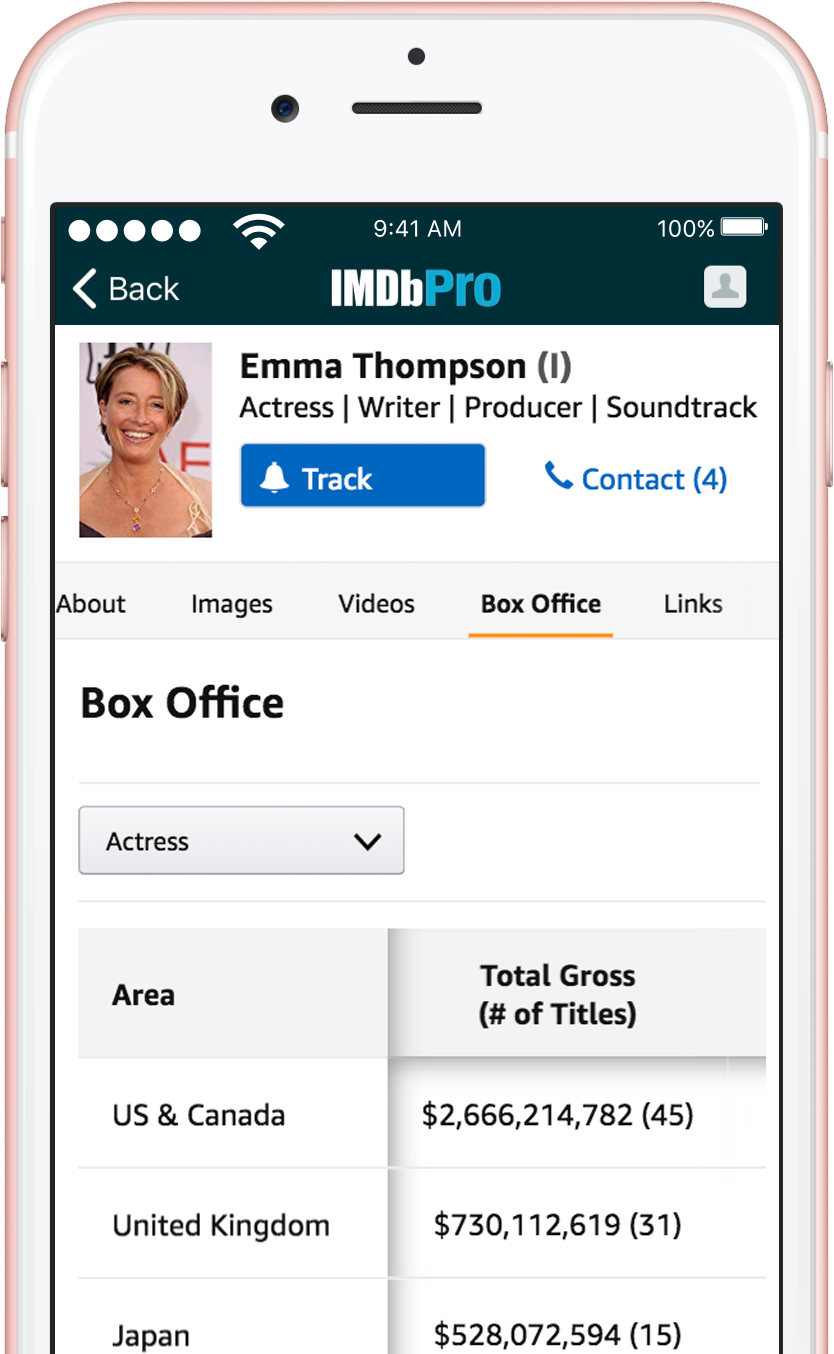 9:41 AM 100%
Back IMDbPro
Emma Thompson (I)
Actress | Writer | Producer | Soundtrack
Track Contact (4)
About Images Videos Box Office Links
Box Office
Actress
Area Total Gross
(# of Titles)
US & Canada $2,666,214,782 (45)
United Kingdom $730,112,619 (31)
Japan $528,072,594 (15)